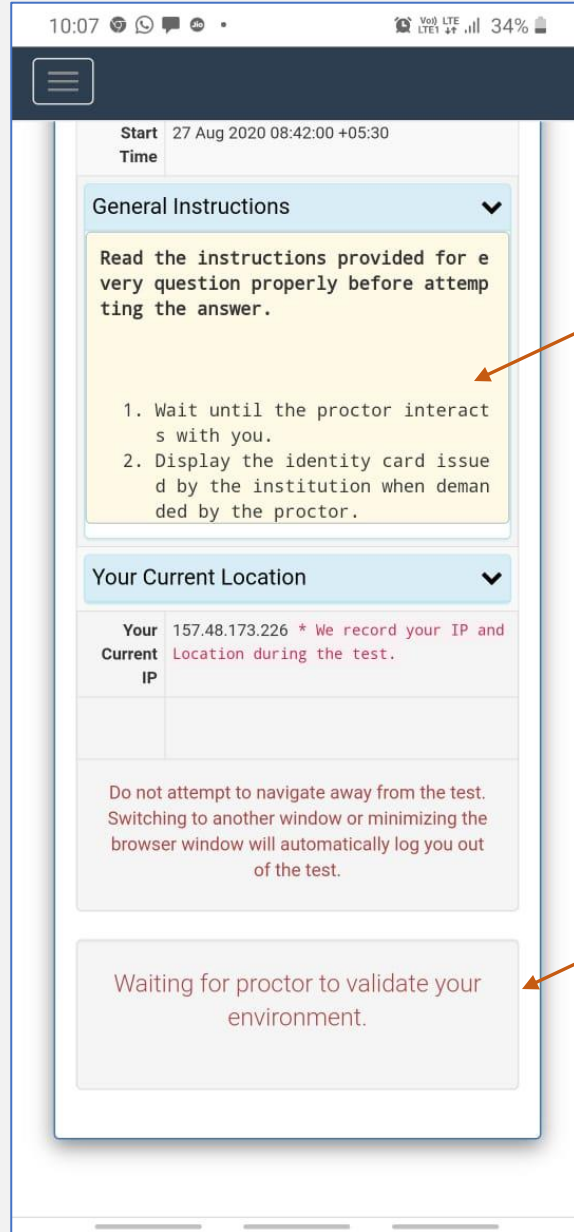 10:07 Vo)) LTE LTE1 34%
Start 27 Aug 2020 08:42:00 +05:30
Time
General Instructions
Read the instructions provided for e
very question properly before attemp
ting the answer.
1. Wait until the proctor interact
s with you.
2. Display the identity card issue
d by the institution when deman
ded by the proctor.
Your Current Location
Your 157.48.173.226 * We record your IP and
Current Location during the test.
IP
Do not attempt to navigate away from the test.
Switching to another window or minimizing the
browser window will automatically log you out
of the test.
Waiting for proctor to validate your
environment.